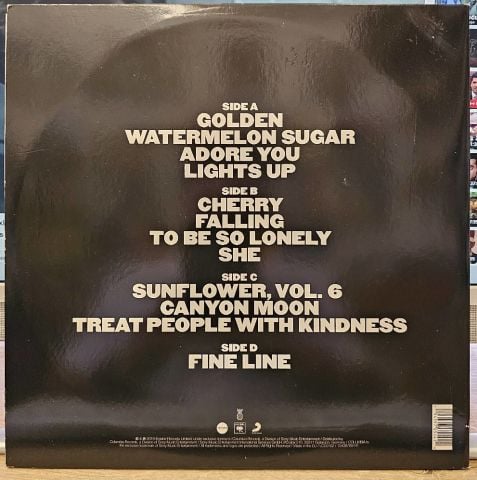 SIDE A
GOLDEN
WATERMELON SUGAR
ADORE YOU
LIGHTS UP
SIDE B
CHERRY
FALLING
TO BE SO LONELY
SHE
SIDE C
SUNFLOWER, VOL. 6
CANYON MOON
TREAT PEOPLE WITH KINDNESS
SIDE D
FINE LINE